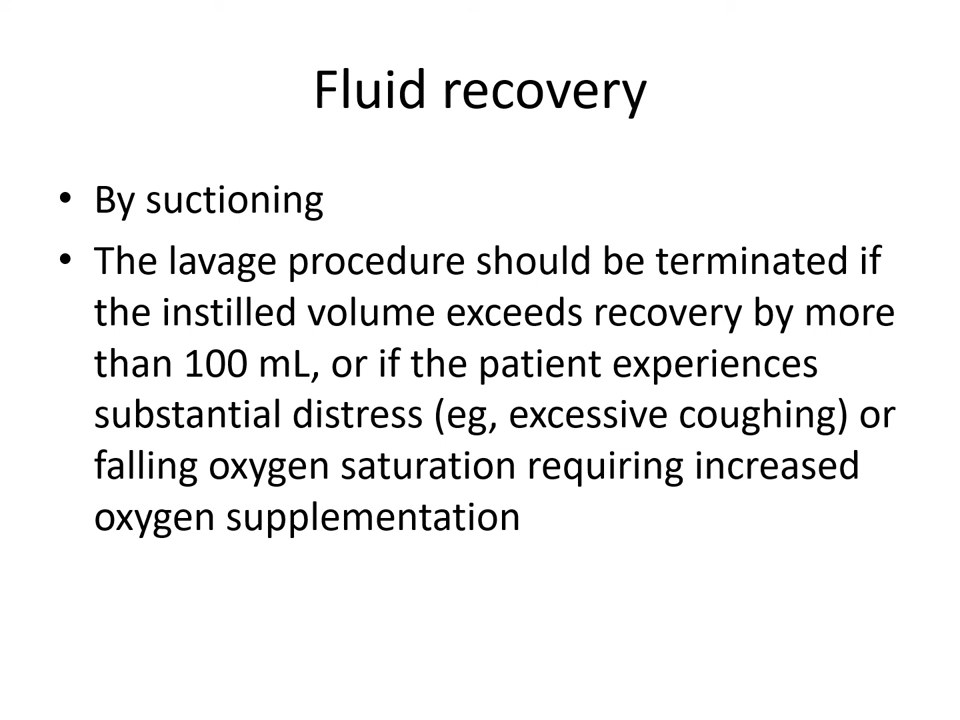 Fluid recovery
• By suctioning
• The lavage procedure should be terminated if
the instilled volume exceeds recovery by more
than 100 mL, or if the patient experiences
substantial distress (eg, excessive coughing) or
falling oxygen saturation requiring increased
oxygen supplementation